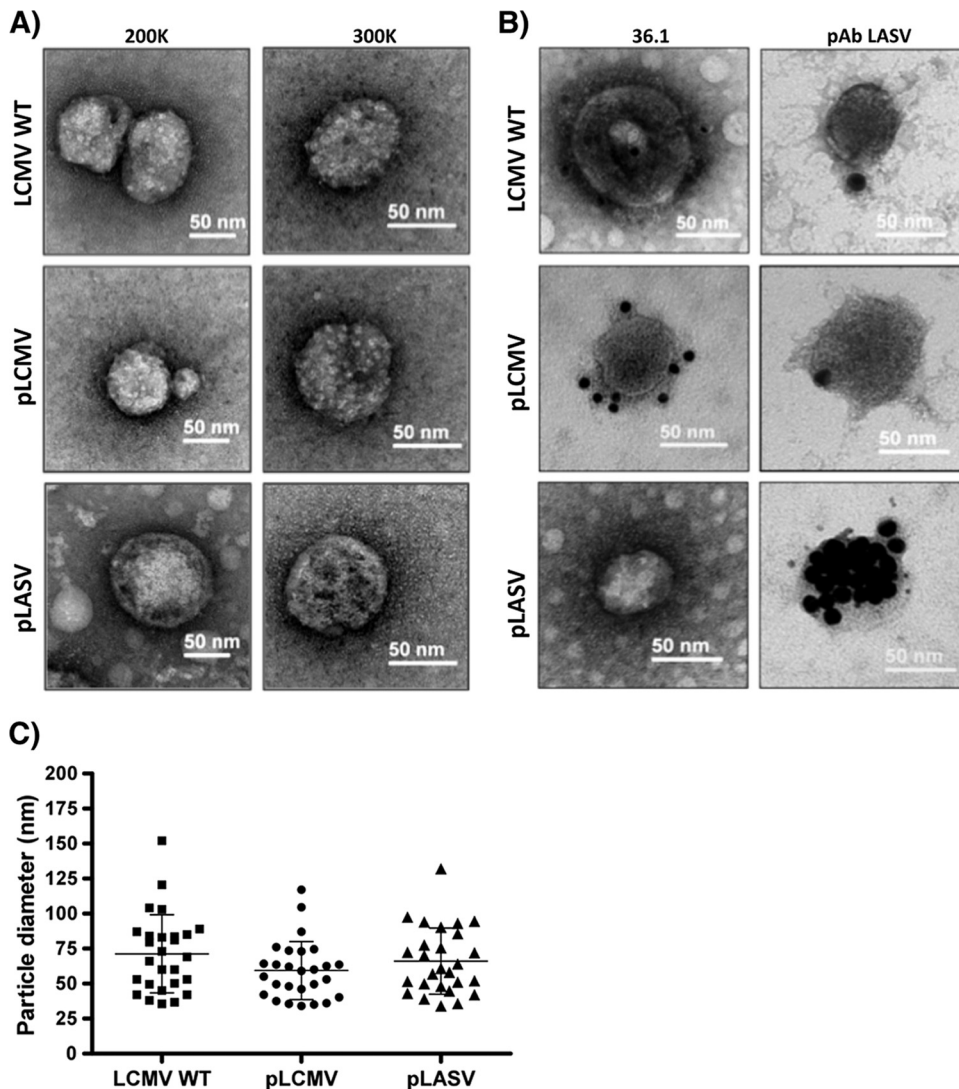 A)
200K 300K
LCMV WT
50 nm 50 nm
pLCMV
50 nm 50 nm
pLASV
50 nm 50 nm
B)
36.1 pAb LASV
LCMV WT
50 nm 50 nm
pLCMV
50 nm 50 nm
pLASV
50 nm 50 nm
C)
Particle diameter (nm)
200
175
150
125
100
75
50
25
0
LCMV WT pLCMV pLASV